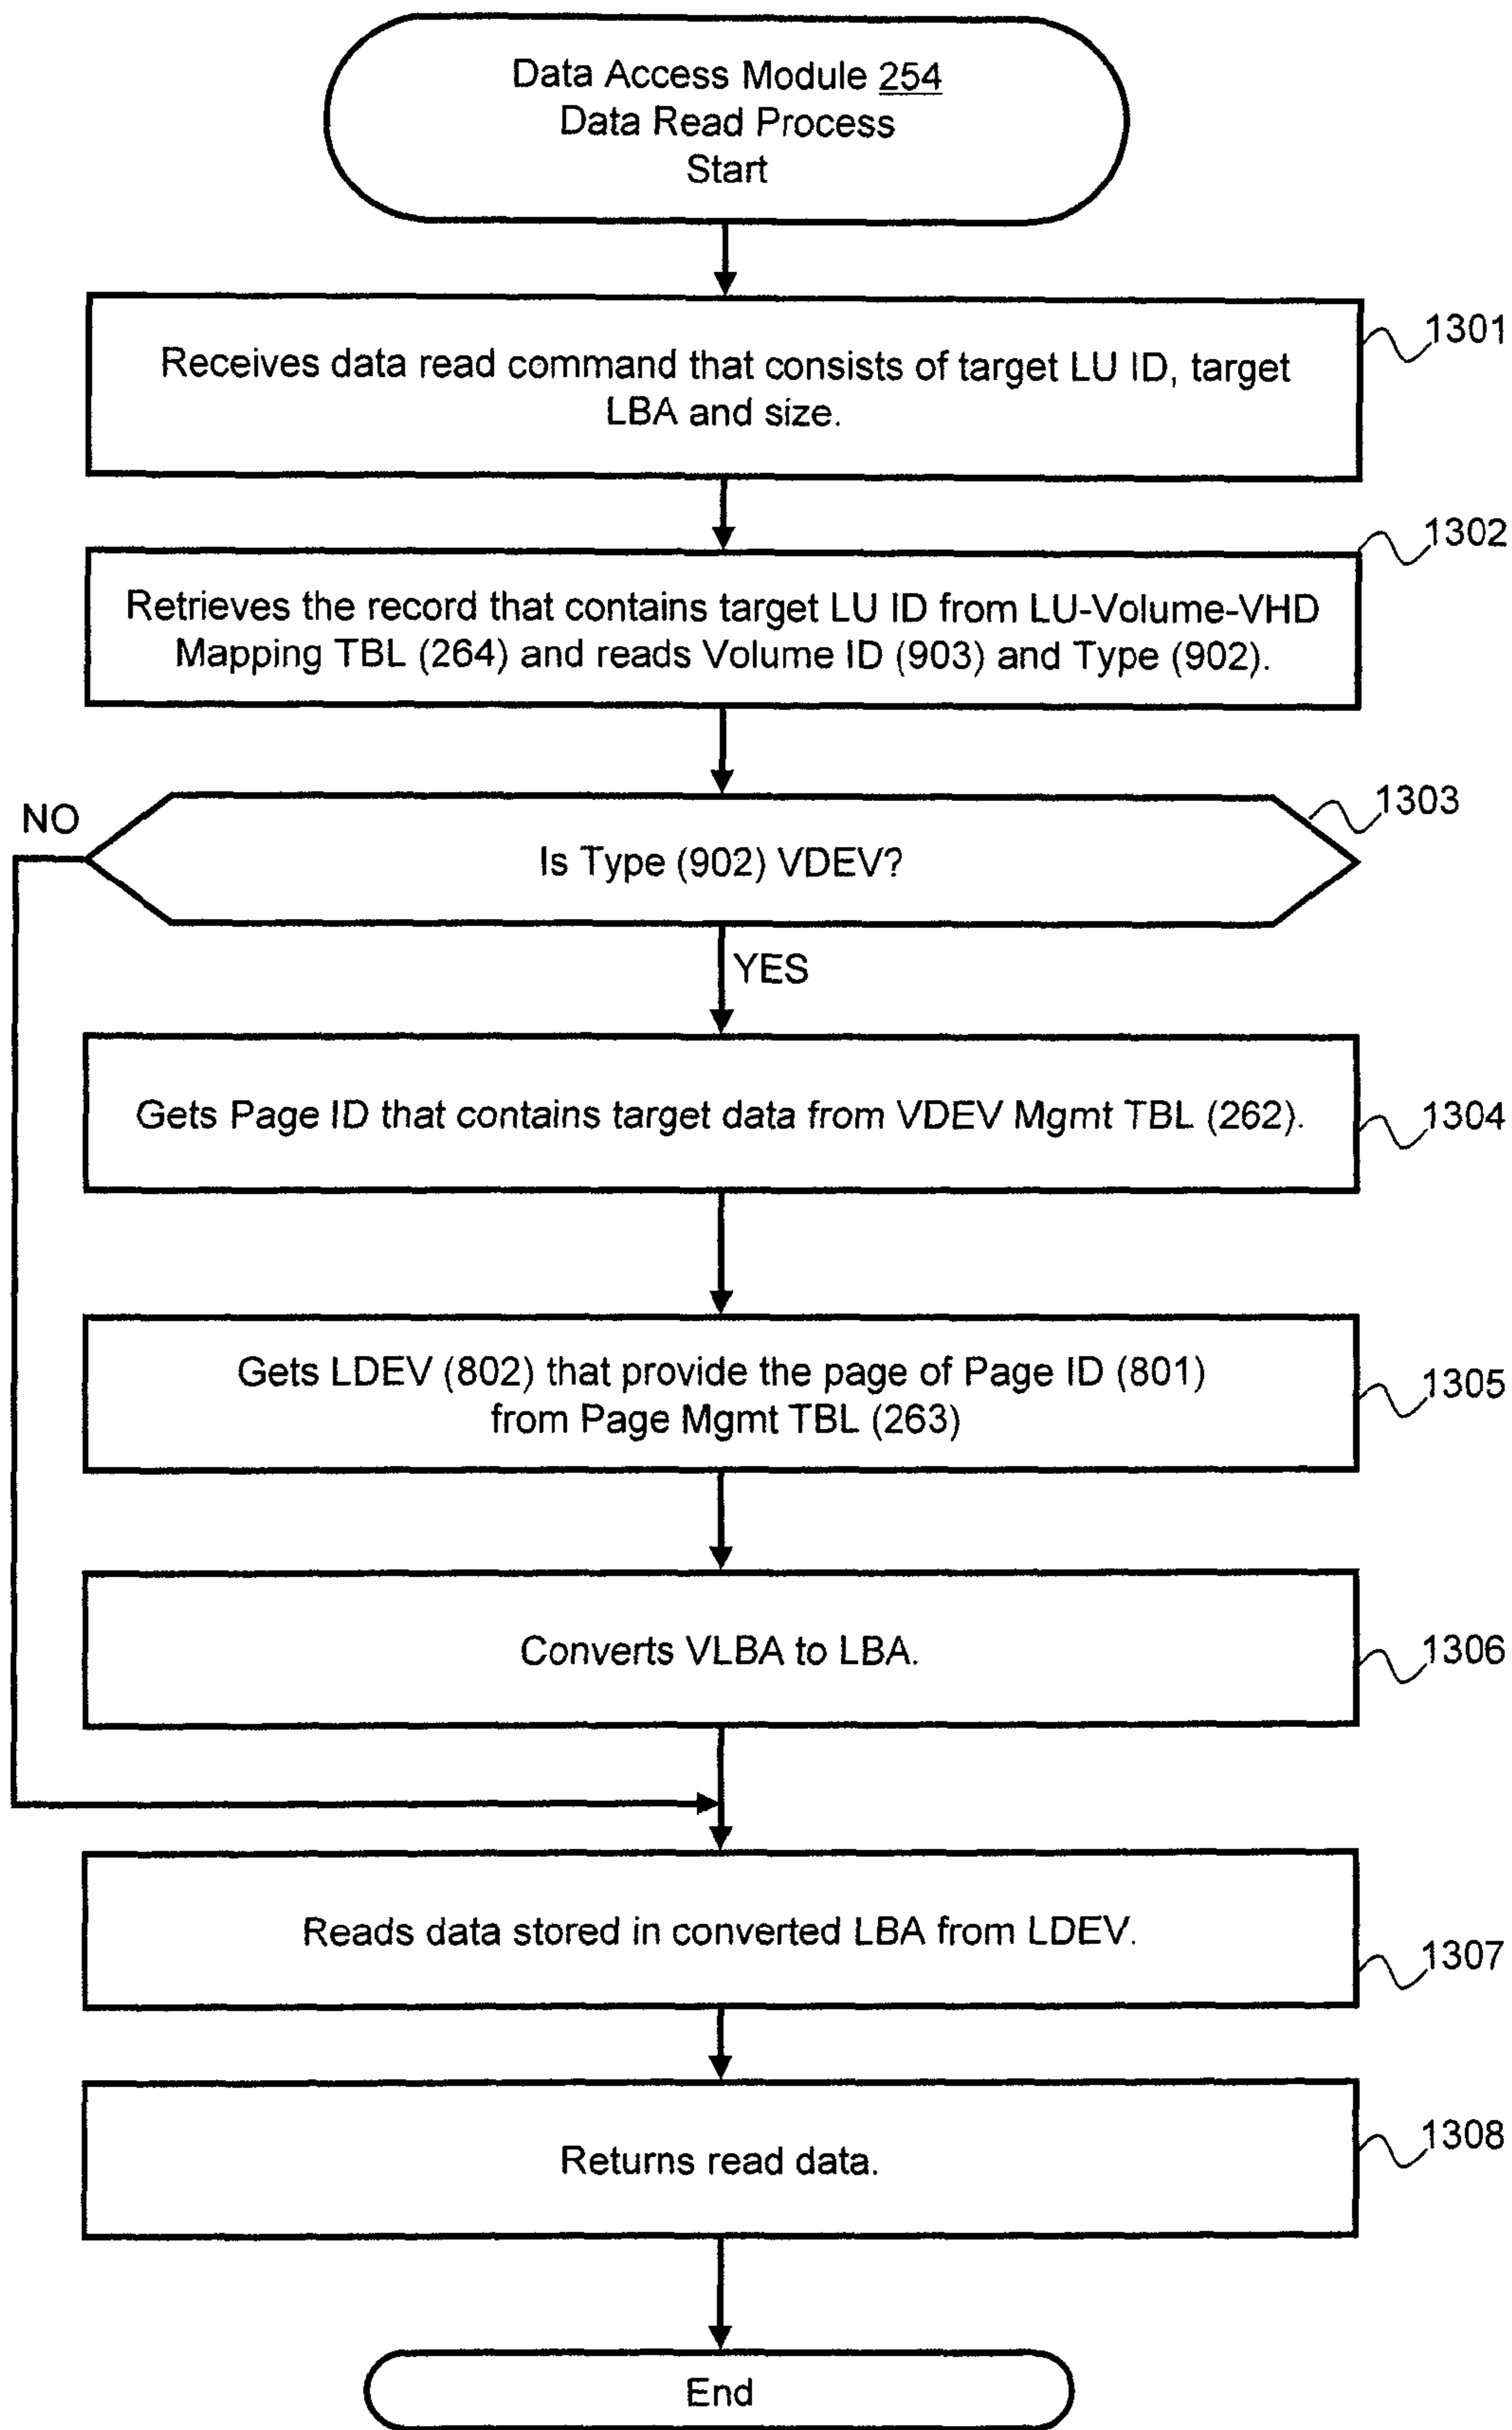 Data Access Module 254
Data Read Process
Start
1301
Receives data read command that consists of target LU ID, target
LBA and size.
1302
Retrieves the record that contains target LU ID from LU-Volume-VHD
Mapping TBL (264) and reads Volume ID (903) and Type (902).
1303
NO
Is Type (902) VDEV?
YES
Gets Page ID that contains target data from VDEV Mgmt TBL (262).
1304
Gets LDEV (802) that provide the page of Page ID (801)
from Page Mgmt TBL (263)
1305
Converts VLBA to LBA.
1306
Reads data stored in converted LBA from LDEV.
1307
Returns read data.
1308
End